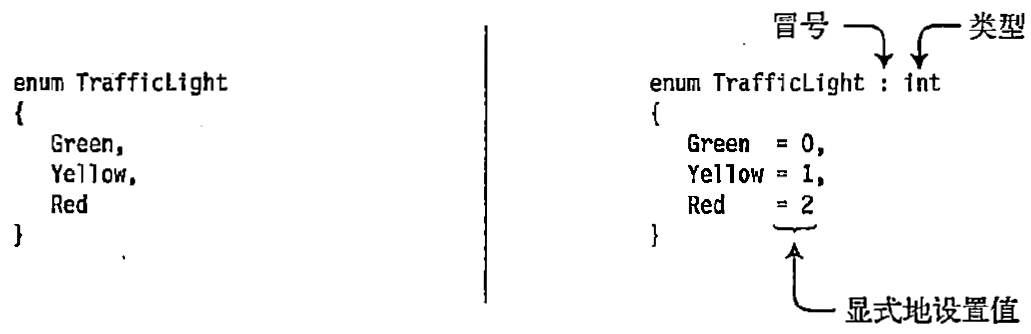 enum TrafficLight
{
Green,
Yellow,
Red
}
冒号
类型
enum TrafficLight : int
{
Green = 0,
Yellow = 1,
Red = 2
}
显式地设置值